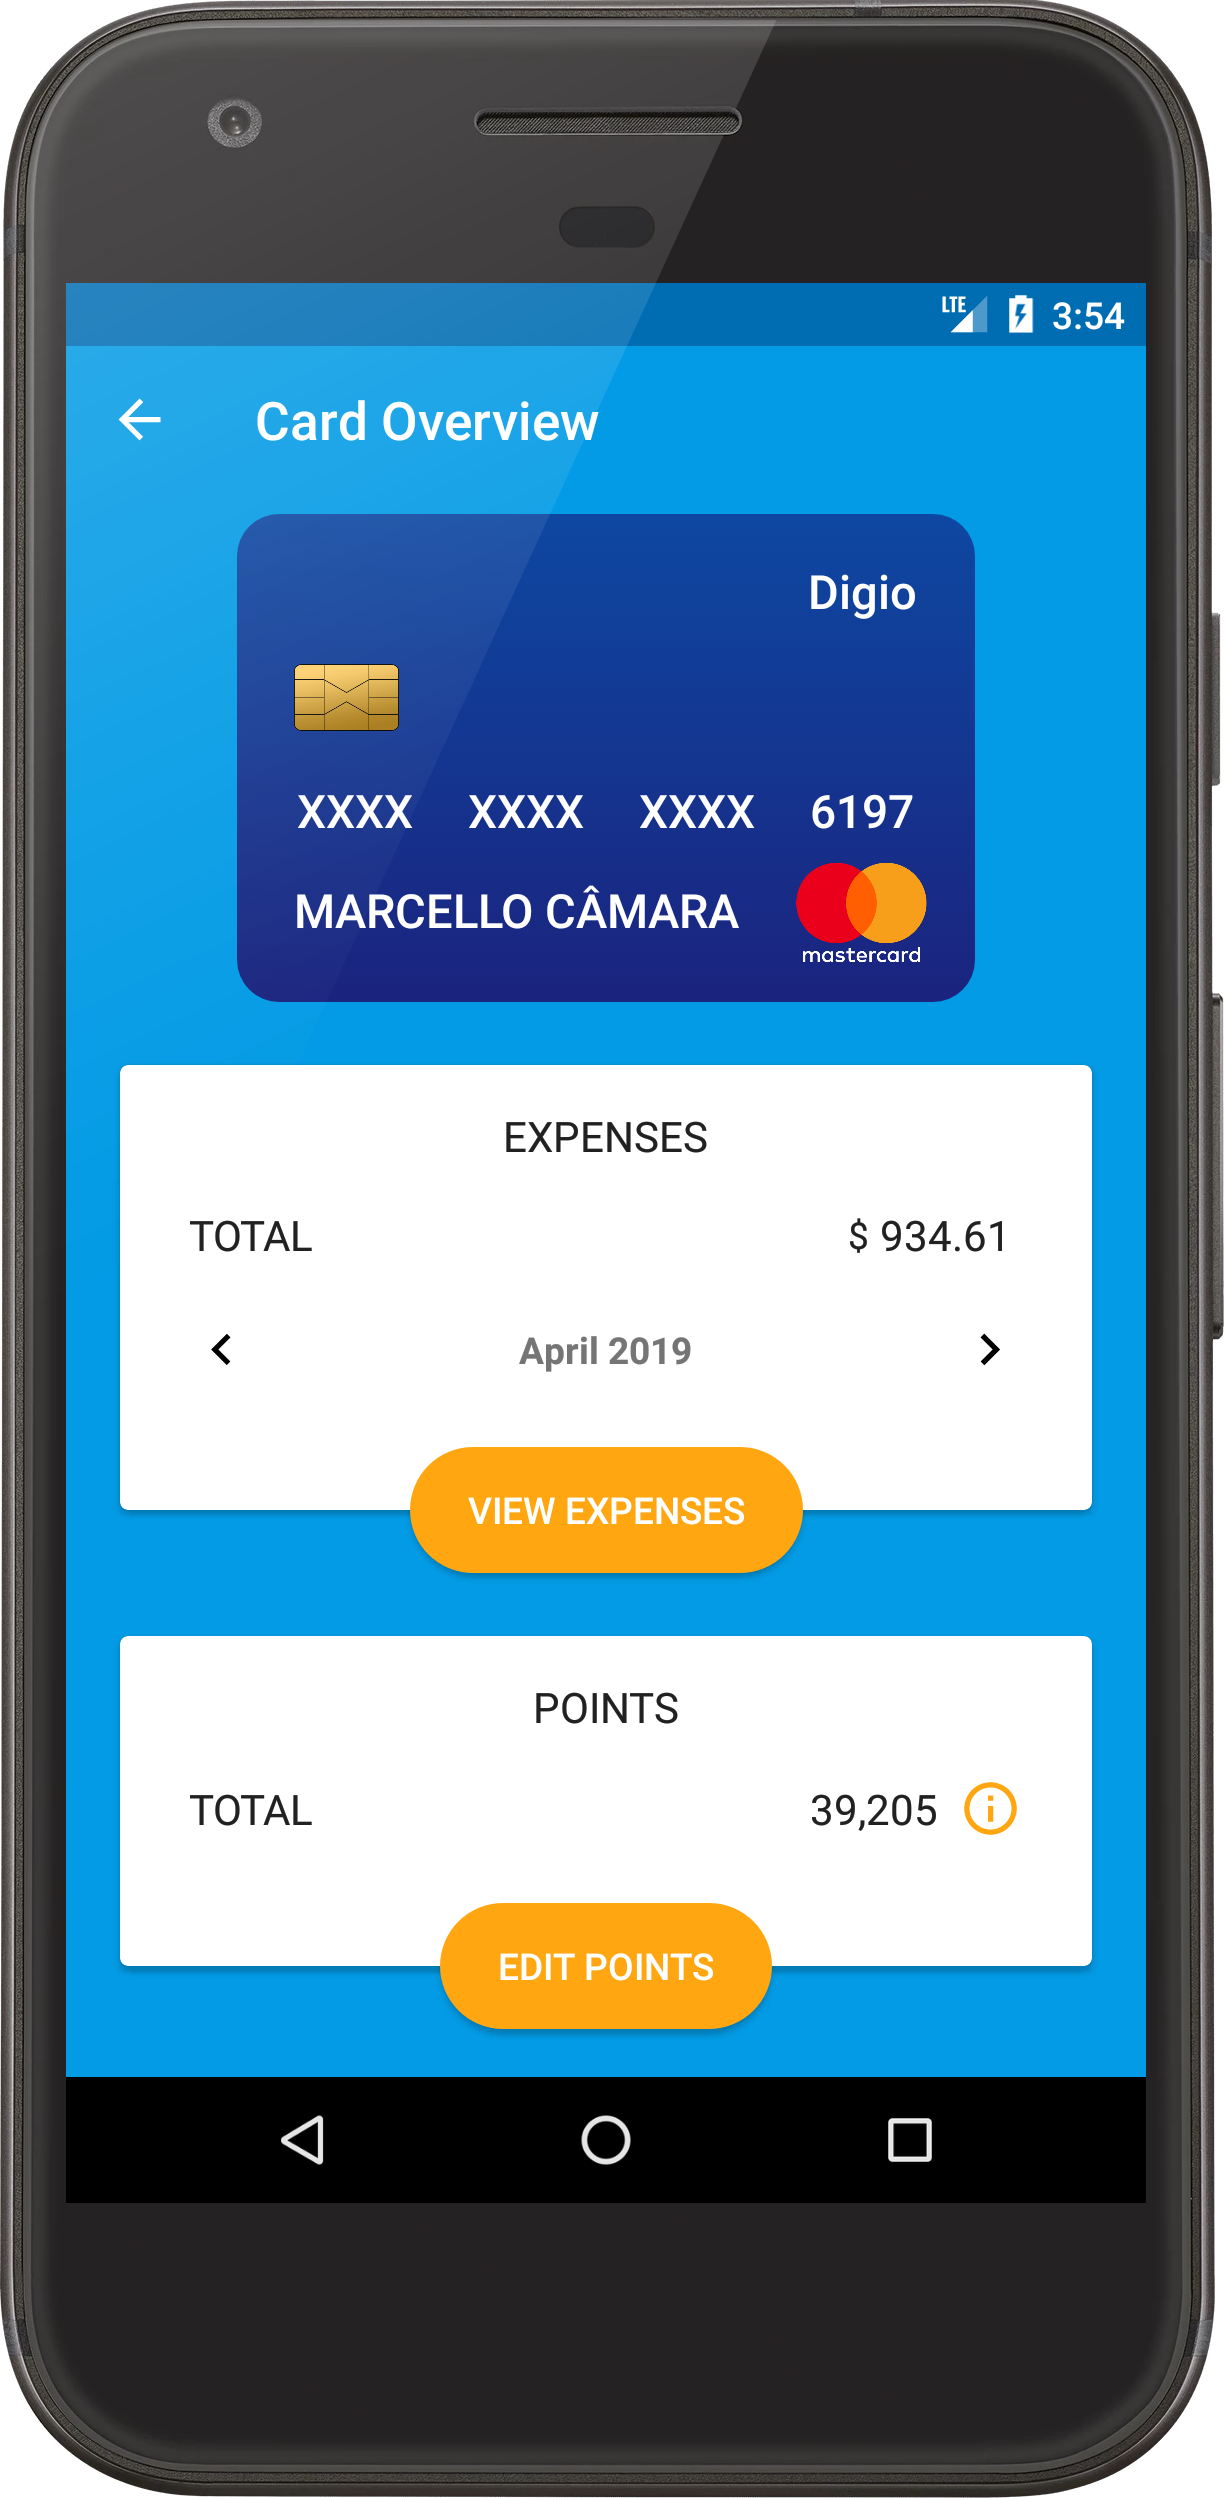 LTE 3:54
Card Overview
Digio
XXXX XXXX XXXX 6197
MARCELLO CÂMARA
mastercard
EXPENSES
TOTAL $ 934.61
April 2019
VIEW EXPENSES
POINTS
TOTAL 39,205
EDIT POINTS